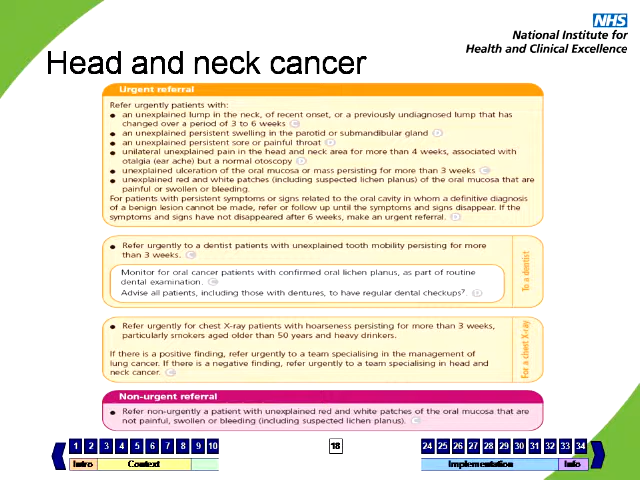 NHS
National Institute for
Health and Clinical Excellence
Head and neck cancer
Urgent referral
Refer urgently patients with:
• an unexplained lump in the neck, of recent onset, or a previously undiagnosed lump that has
changed over a period of 3 to 6 weeks
• an unexplained persistent swelling in the parotid or submandibular gland
• an unexplained persistent sore or painful throat
• unilateral unexplained pain in the head and neck area for more than 4 weeks, associated with
otalgia (ear ache) but a normal otoscopy
• unexplained ulceration of the oral mucosa or mass persisting for more than 3 weeks
• unexplained red and white patches (including suspected lichen planus) of the oral mucosa that are
painful or swollen or bleeding.
For patients with persistent symptoms or signs related to the oral cavity in whom a definitive diagnosis
of a benign lesion cannot be made, refer or follow up until the symptoms and signs disappear. If the
symptoms and signs have not disappeared after 6 weeks, make an urgent referral.
• Refer urgently to a dentist patients with unexplained tooth mobility persisting for more
than 3 weeks.
Monitor for oral cancer patients with confirmed oral lichen planus, as part of routine
dental examination.
Advise all patients, including those with dentures, to have regular dental checkups7.
To a dentist
• Refer urgently for chest X-ray patients with hoarseness persisting for more than 3 weeks,
particularly smokers aged older than 50 years and heavy drinkers.
If there is a positive finding, refer urgently to a team specialising in the management of
lung cancer. If there is a negative finding, refer urgently to a team specialising in head and
neck cancer.
For a chest X-ray
Non-urgent referral
• Refer non-urgently a patient with unexplained red and white patches of the oral mucosa that are
not painful, swollen or bleeding (including suspected lichen planus).
1 2 3 4 5 6 7 8 9 10 18 24 25 26 27 28 29 30 31 32 33 34
Intro Context Implementation Info